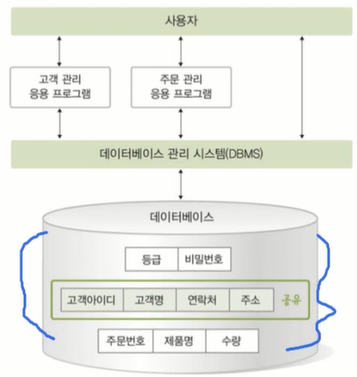 사용자
고객 관리
응용 프로그램
주문 관리
응용 프로그램
데이터베이스 관리 시스템(DBMS)
데이터베이스
등급 비밀번호
고객아이디 고객명 연락처 주소 공유
주문번호 제품명 수량